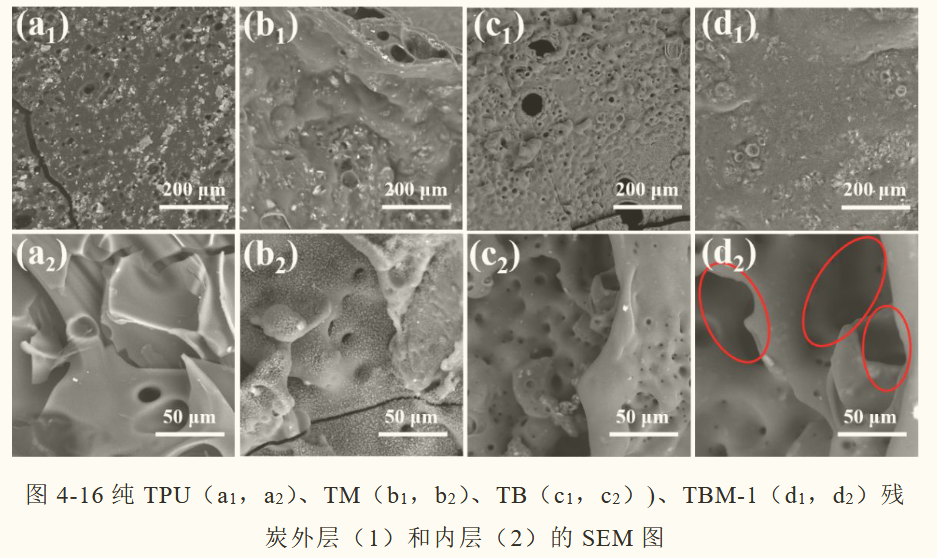 (a₁) (b₁) (c₁) (d₁)
200 μm 200 μm 200 μm 200 μm
(a₂) (b₂) (c₂) (d₂)
50 μm 50 μm 50 μm 50 μm
图 4-16 纯 TPU（a₁，a₂）、TM（b₁，b₂）、TB（c₁，c₂））、TBM-1（d₁，d₂）残
炭外层（1）和内层（2）的 SEM 图